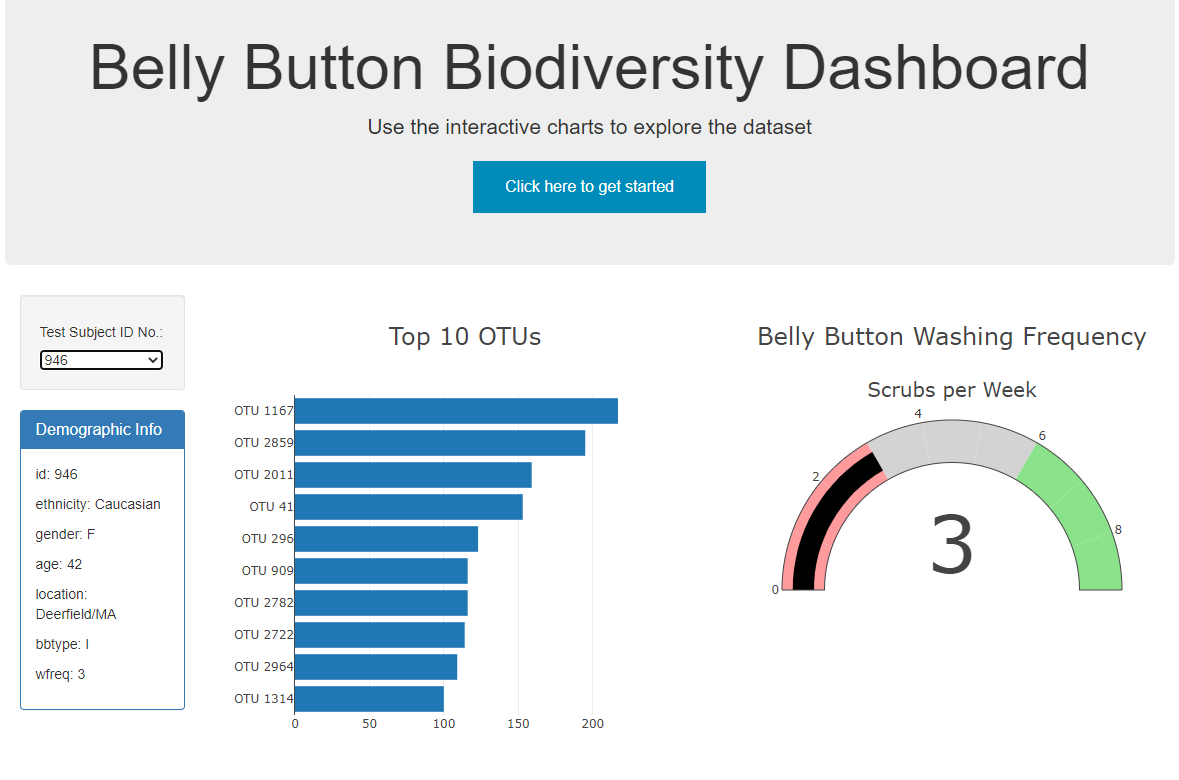 Belly Button Biodiversity Dashboard
Use the interactive charts to explore the dataset
Click here to get started
Test Subject ID No.:
946
Demographic Info
id: 946
ethnicity: Caucasian
gender: F
age: 42
location:
Deerfield/MA
bbtype: I
wfreq: 3
Top 10 OTUs
OTU 1167
OTU 2859
OTU 2011
OTU 41
OTU 296
OTU 909
OTU 2782
OTU 2722
OTU 2964
OTU 1314
0 50 100 150 200
Belly Button Washing Frequency
Scrubs per Week
0
2
4
6
8
3